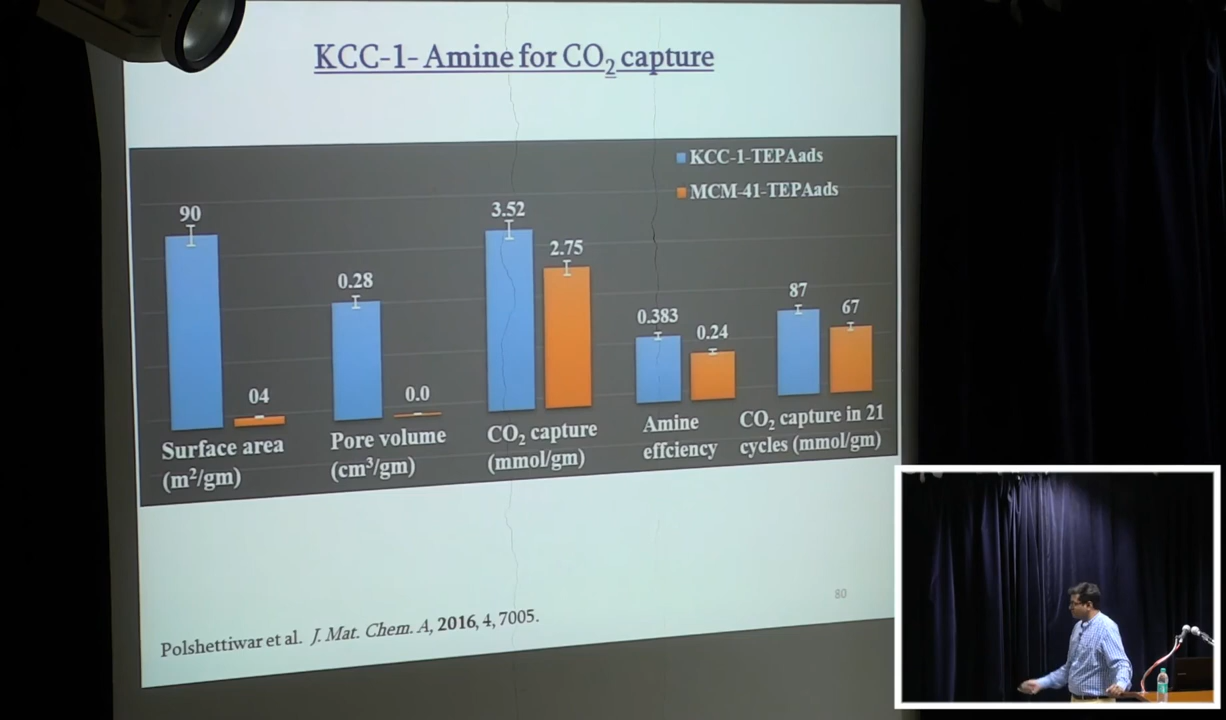 KCC-1- Amine for CO₂ capture
KCC-1-TEPAads
MCM-41-TEPAads
90
04
0.28
0.0
3.52
2.75
0.383
0.24
87
67
Surface area
(m²/gm)
Pore volume
(cm³/gm)
CO₂ capture
(mmol/gm)
Amine
effciency
CO₂ capture in 21
cycles (mmol/gm)
80
Polshettiwar et al. J. Mat. Chem. A, 2016, 4, 7005.